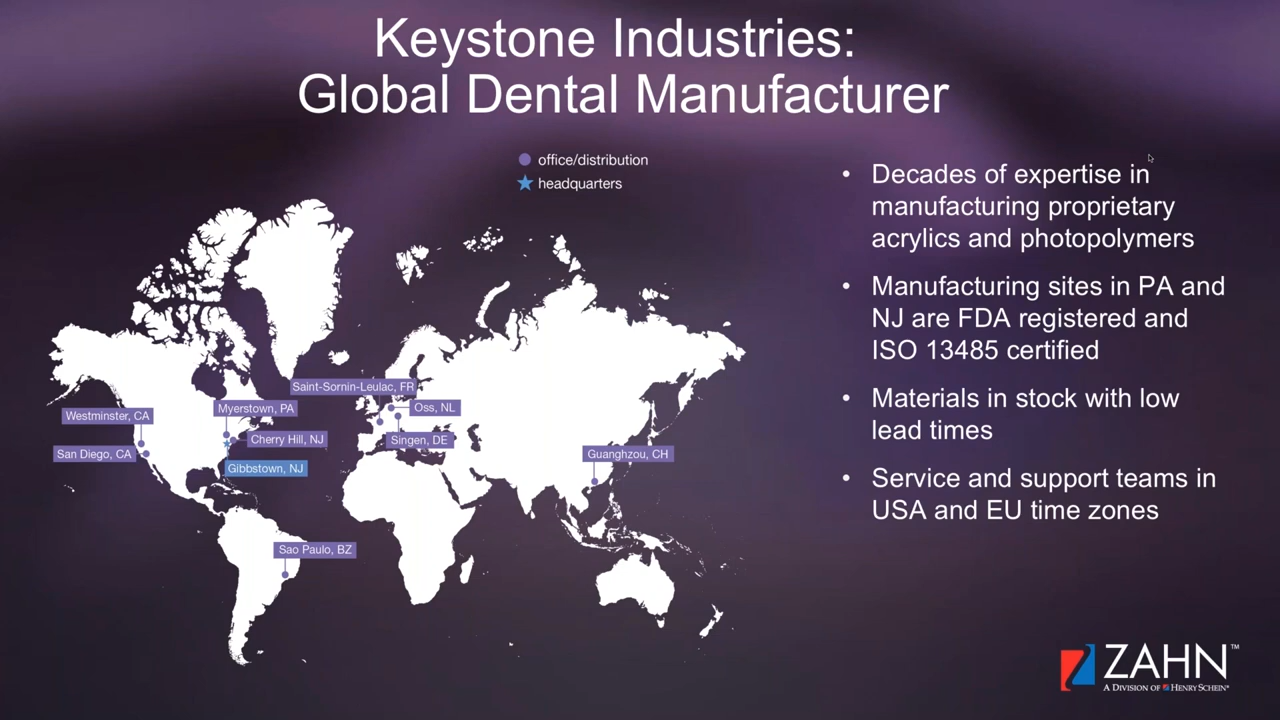 Keystone Industries:
Global Dental Manufacturer
office/distribution
headquarters
• Decades of expertise in
manufacturing proprietary
acrylics and photopolymers
• Manufacturing sites in PA and
NJ are FDA registered and
ISO 13485 certified
• Materials in stock with low
lead times
• Service and support teams in
USA and EU time zones
Saint-Sornin-Leulac, FR
Westminster, CA
Myerstown, PA
Oss, NL
San Diego, CA
Cherry Hill, NJ
Singen, DE
Guanghzou, CH
Gibbstown, NJ
Sao Paulo, BZ
ZAHN™
A DIVISION OF HENRY SCHEIN®